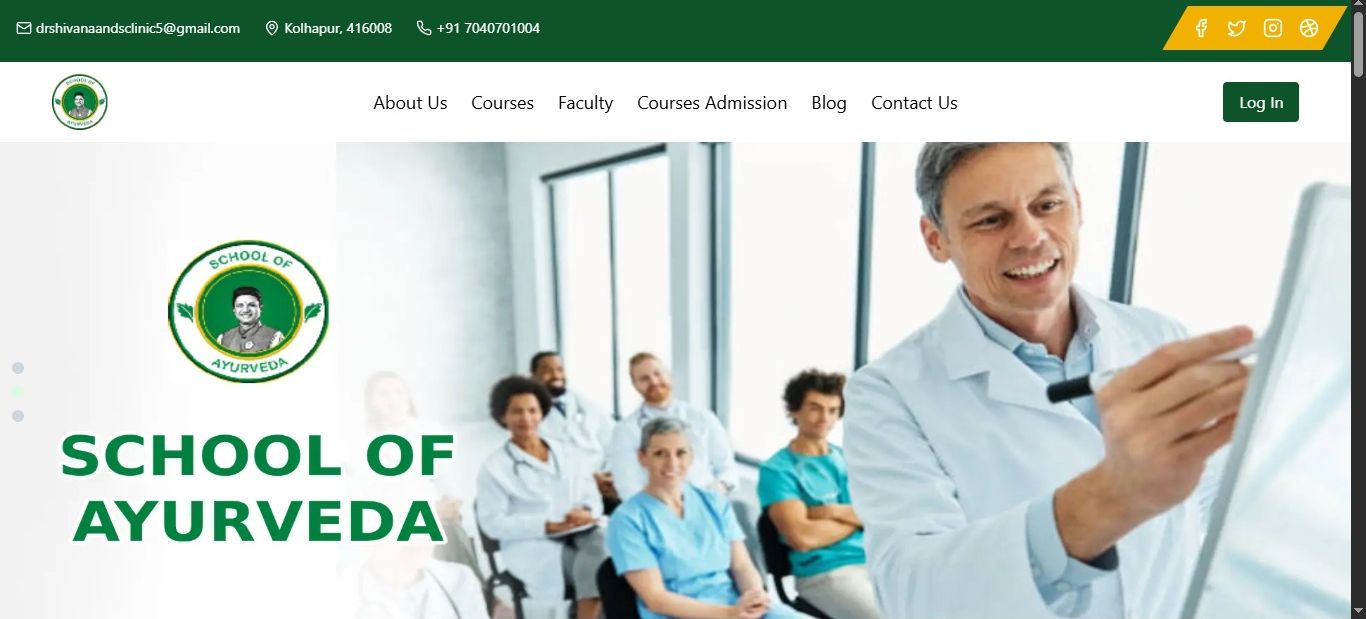 drshivanaandsclinic5@gmail.com Kolhapur, 416008 +91 7040701004
About Us Courses Faculty Courses Admission Blog Contact Us Log In
SCHOOL OF
AYURVEDA
SCHOOL OF
AYURVEDA
SCHOOL OF
AYURVEDA